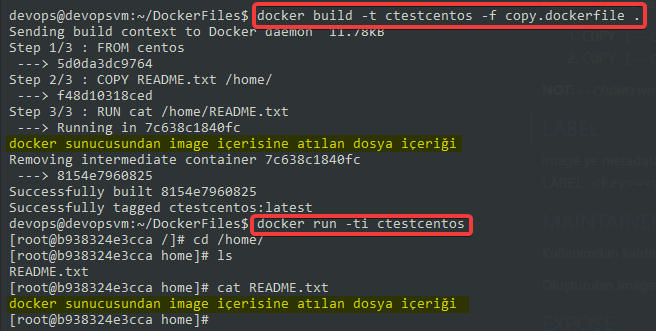 devops@devopsvm:~/DockerFiles$ docker build -t ctestcentos -f copy.dockerfile .
Sending build context to Docker daemon  11.78kB
Step 1/3 : FROM centos
 ---> 5d0da3dc9764
Step 2/3 : COPY README.txt /home/
 ---> f48d10318ced
Step 3/3 : RUN cat /home/README.txt
 ---> Running in 7c638c1840fc
docker sunucusundan image içerisine atılan dosya içeriği
Removing intermediate container 7c638c1840fc
 ---> 8154e7960825
Successfully built 8154e7960825
Successfully tagged ctestcentos:latest
devops@devopsvm:~/DockerFiles$ docker run -ti ctestcentos
[root@b938324e3cca /]# cd /home/
[root@b938324e3cca home]# ls
README.txt
[root@b938324e3cca home]# cat README.txt
docker sunucusundan image içerisine atılan dosya içeriği
[root@b938324e3cca home]#
LABEL